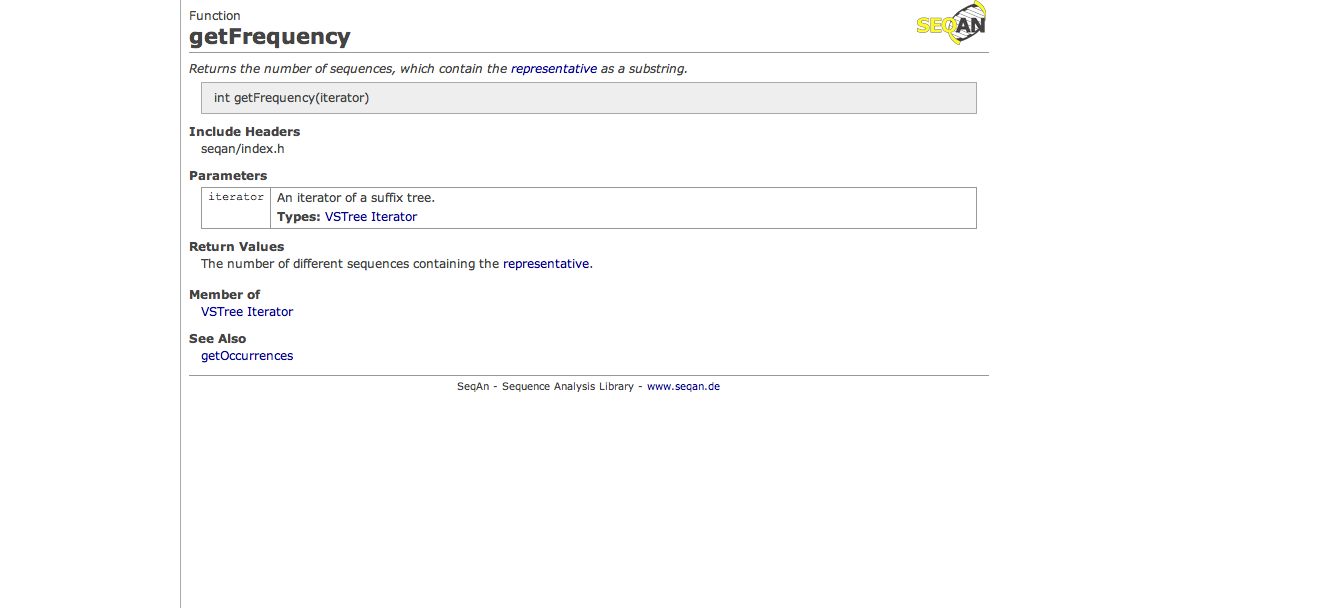 Function
SEQAN
getFrequency
Returns the number of sequences, which contain the representative as a substring.
int getFrequency(iterator)
Include Headers
seqan/index.h
Parameters
iterator An iterator of a suffix tree.
Types: VSTree Iterator
Return Values
The number of different sequences containing the representative.
Member of
VSTree Iterator
See Also
getOccurrences
SeqAn - Sequence Analysis Library - www.seqan.de